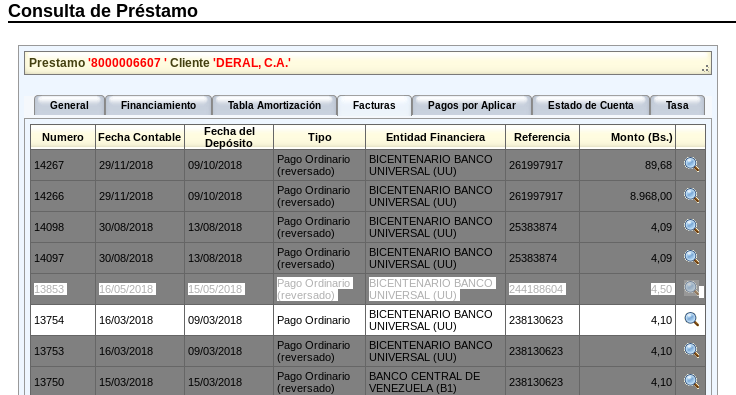 Consulta de Préstamo
Prestamo '8000006607 ' Cliente 'DERAL, C.A.'
General Financiamiento Tabla Amortización Facturas Pagos por Aplicar Estado de Cuenta Tasa
Numero Fecha Contable Fecha del Depósito Tipo Entidad Financiera Referencia Monto (Bs.)
14267 29/11/2018 09/10/2018 Pago Ordinario (reversado) BICENTENARIO BANCO UNIVERSAL (UU) 261997917 89,68
14266 29/11/2018 09/10/2018 Pago Ordinario (reversado) BICENTENARIO BANCO UNIVERSAL (UU) 261997917 8.968,00
14098 30/08/2018 13/08/2018 Pago Ordinario (reversado) BICENTENARIO BANCO UNIVERSAL (UU) 25383874 4,09
14097 30/08/2018 13/08/2018 Pago Ordinario (reversado) BICENTENARIO BANCO UNIVERSAL (UU) 25383874 4,09
13853 16/05/2018 15/05/2018 Pago Ordinario (reversado) BICENTENARIO BANCO UNIVERSAL (UU) 244188604 4,50
13754 16/03/2018 09/03/2018 Pago Ordinario BICENTENARIO BANCO UNIVERSAL (UU) 238130623 4,10
13753 16/03/2018 09/03/2018 Pago Ordinario (reversado) BICENTENARIO BANCO UNIVERSAL (UU) 238130623 4,10
13750 15/03/2018 15/03/2018 Pago Ordinario (reversado) BANCO CENTRAL DE VENEZUELA (B1) 238130623 4,10